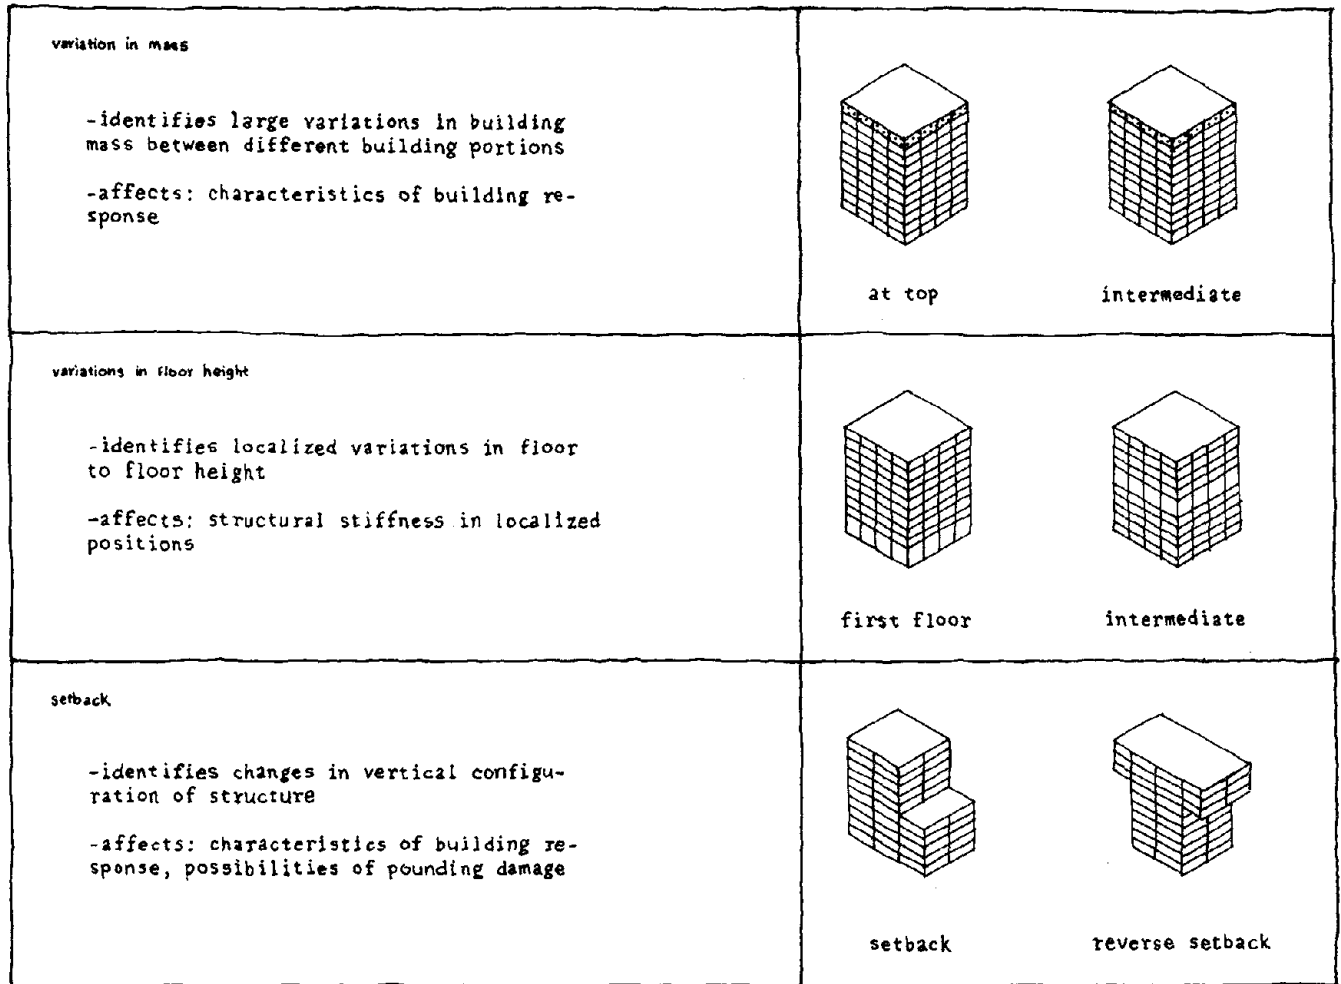 variation in mass
-identifies large variations in building
mass between different building portions
-affects: characteristics of building re-
sponse
at top
intermediate
variations in floor height
-identifies localized variations in floor
to floor height
-affects: structural stiffness in localized
positions
first floor
intermediate
setback
-identifies changes in vertical configu-
ration of structure
-affects: characteristics of building re-
sponse, possibilities of pounding damage
setback
reverse setback